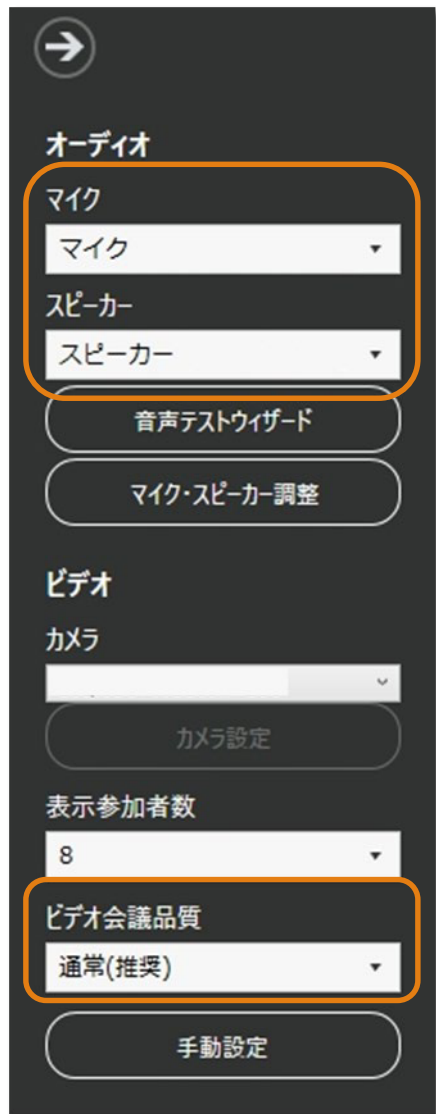 オーディオ
マイク
マイク
スピーカー
スピーカー
音声テストウィザード
マイク・スピーカー調整
ビデオ
カメラ
カメラ設定
表示参加者数
8
ビデオ会議品質
通常(推奨)
手動設定